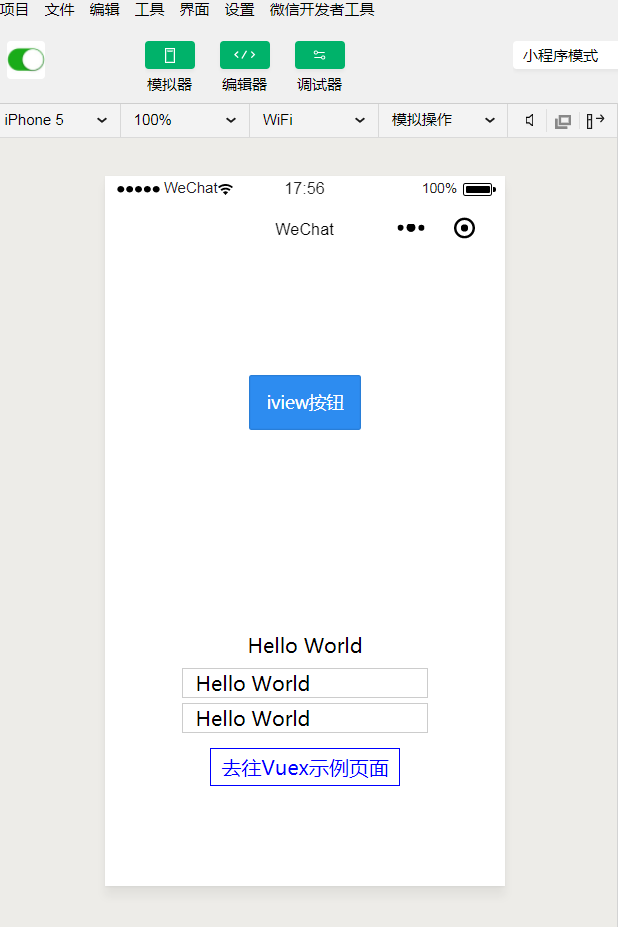 项目 文件 编辑 工具 界面 设置 微信开发者工具
模拟器 编辑器 调试器 小程序模式
iPhone 5 100% WiFi 模拟操作
WeChat 17:56 100%
WeChat
iview按钮
Hello World
Hello World
Hello World
去往Vuex示例页面